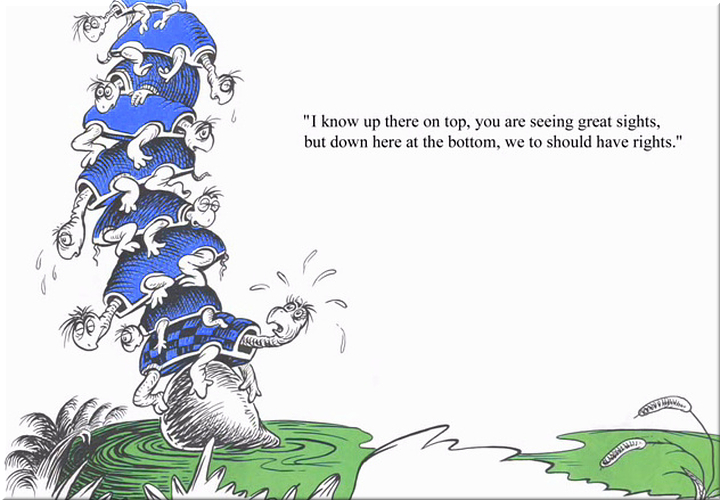 "I know up there on top, you are seeing great sights,
but down here at the bottom, we to should have rights."